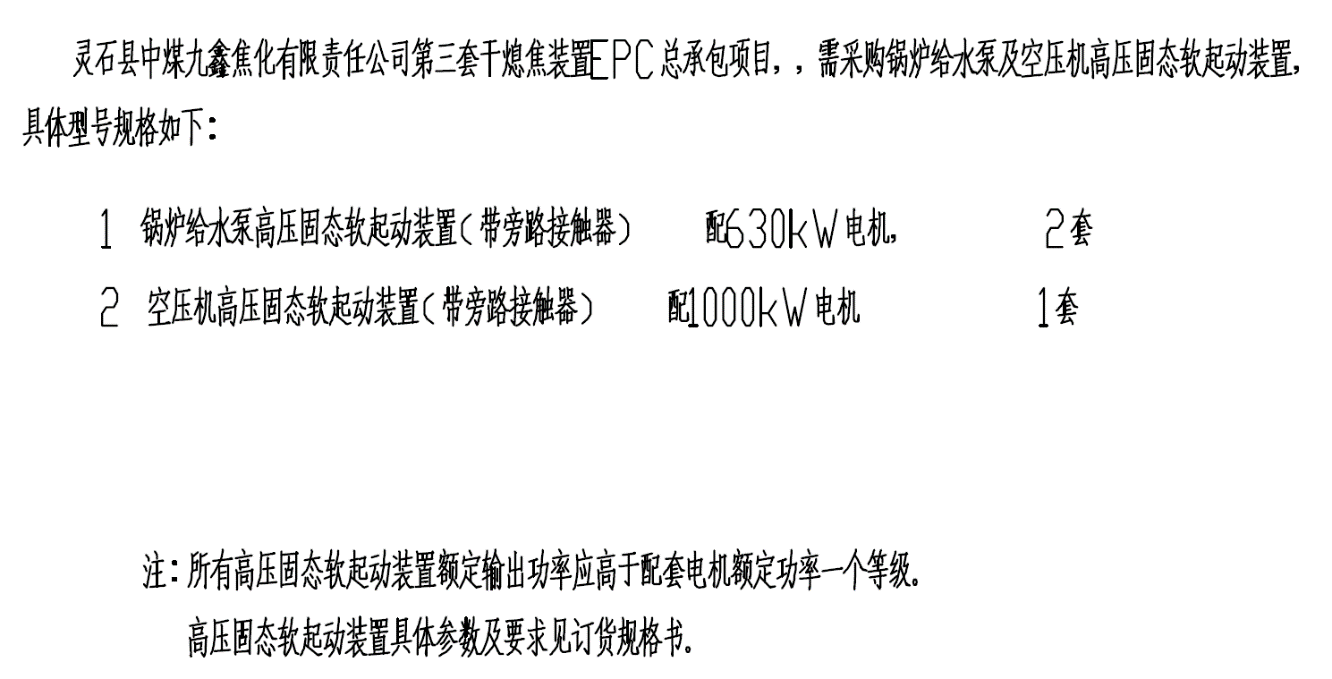 灵石县中煤九鑫焦化有限责任公司第三套干熄焦装置EPC总承包项目，，需采购锅炉给水泵及空压机高压固态软起动装置，
具体型号规格如下：
1 锅炉给水泵高压固态软起动装置（带旁路接触器） 配630kW电机， 2套
2 空压机高压固态软起动装置（带旁路接触器） 配1000kW电机 1套
注：所有高压固态软起动装置额定输出功率应高于配套电机额定功率一个等级。
高压固态软起动装置具体参数及要求见订货规格书。